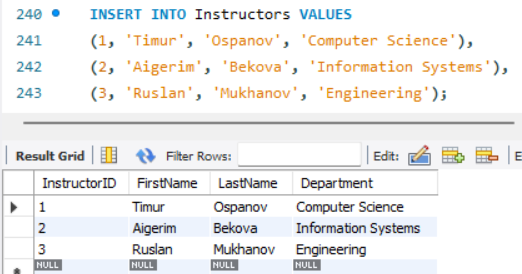 240 INSERT INTO Instructors VALUES
241 (1, 'Timur', 'Ospanov', 'Computer Science'),
242 (2, 'Aigerim, 'Bekova', 'Information Systems'),
243 (3, 'Ruslan', 'Mukhanov', 'Engineering');
Result Grid Filter Rows: Edit: E
InstructorID FirstName LastName Department
1 Timur Ospanov Computer Science
2 Aigerim Bekova Information Systems
3 Ruslan Mukhanov Engineering
NULL NULL NULL NULL